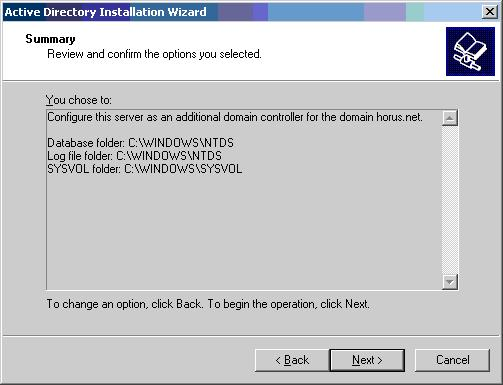 Active Directory Installation Wizard
Summary
Review and confirm the options you selected.
You chose to:
Configure this server as an additional domain controller for the domain horus.net.
Database folder: C:\WINDOWS\NTDS
Log file folder: C:\WINDOWS\NTDS
SYSVOL folder: C:\WINDOWS\SYSVOL
To change an option, click Back. To begin the operation, click Next.
< Back Next > Cancel